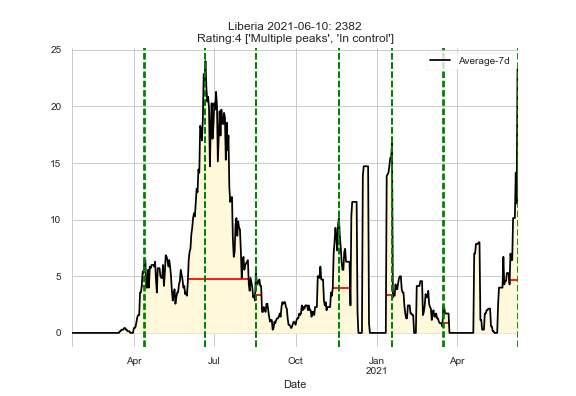 Liberia 2021-06-10: 2382
Rating:4 ['Multiple peaks', 'In control']
Average-7d
25
20
15
10
5
0
Apr Jul Oct Jan Apr
2021
Date